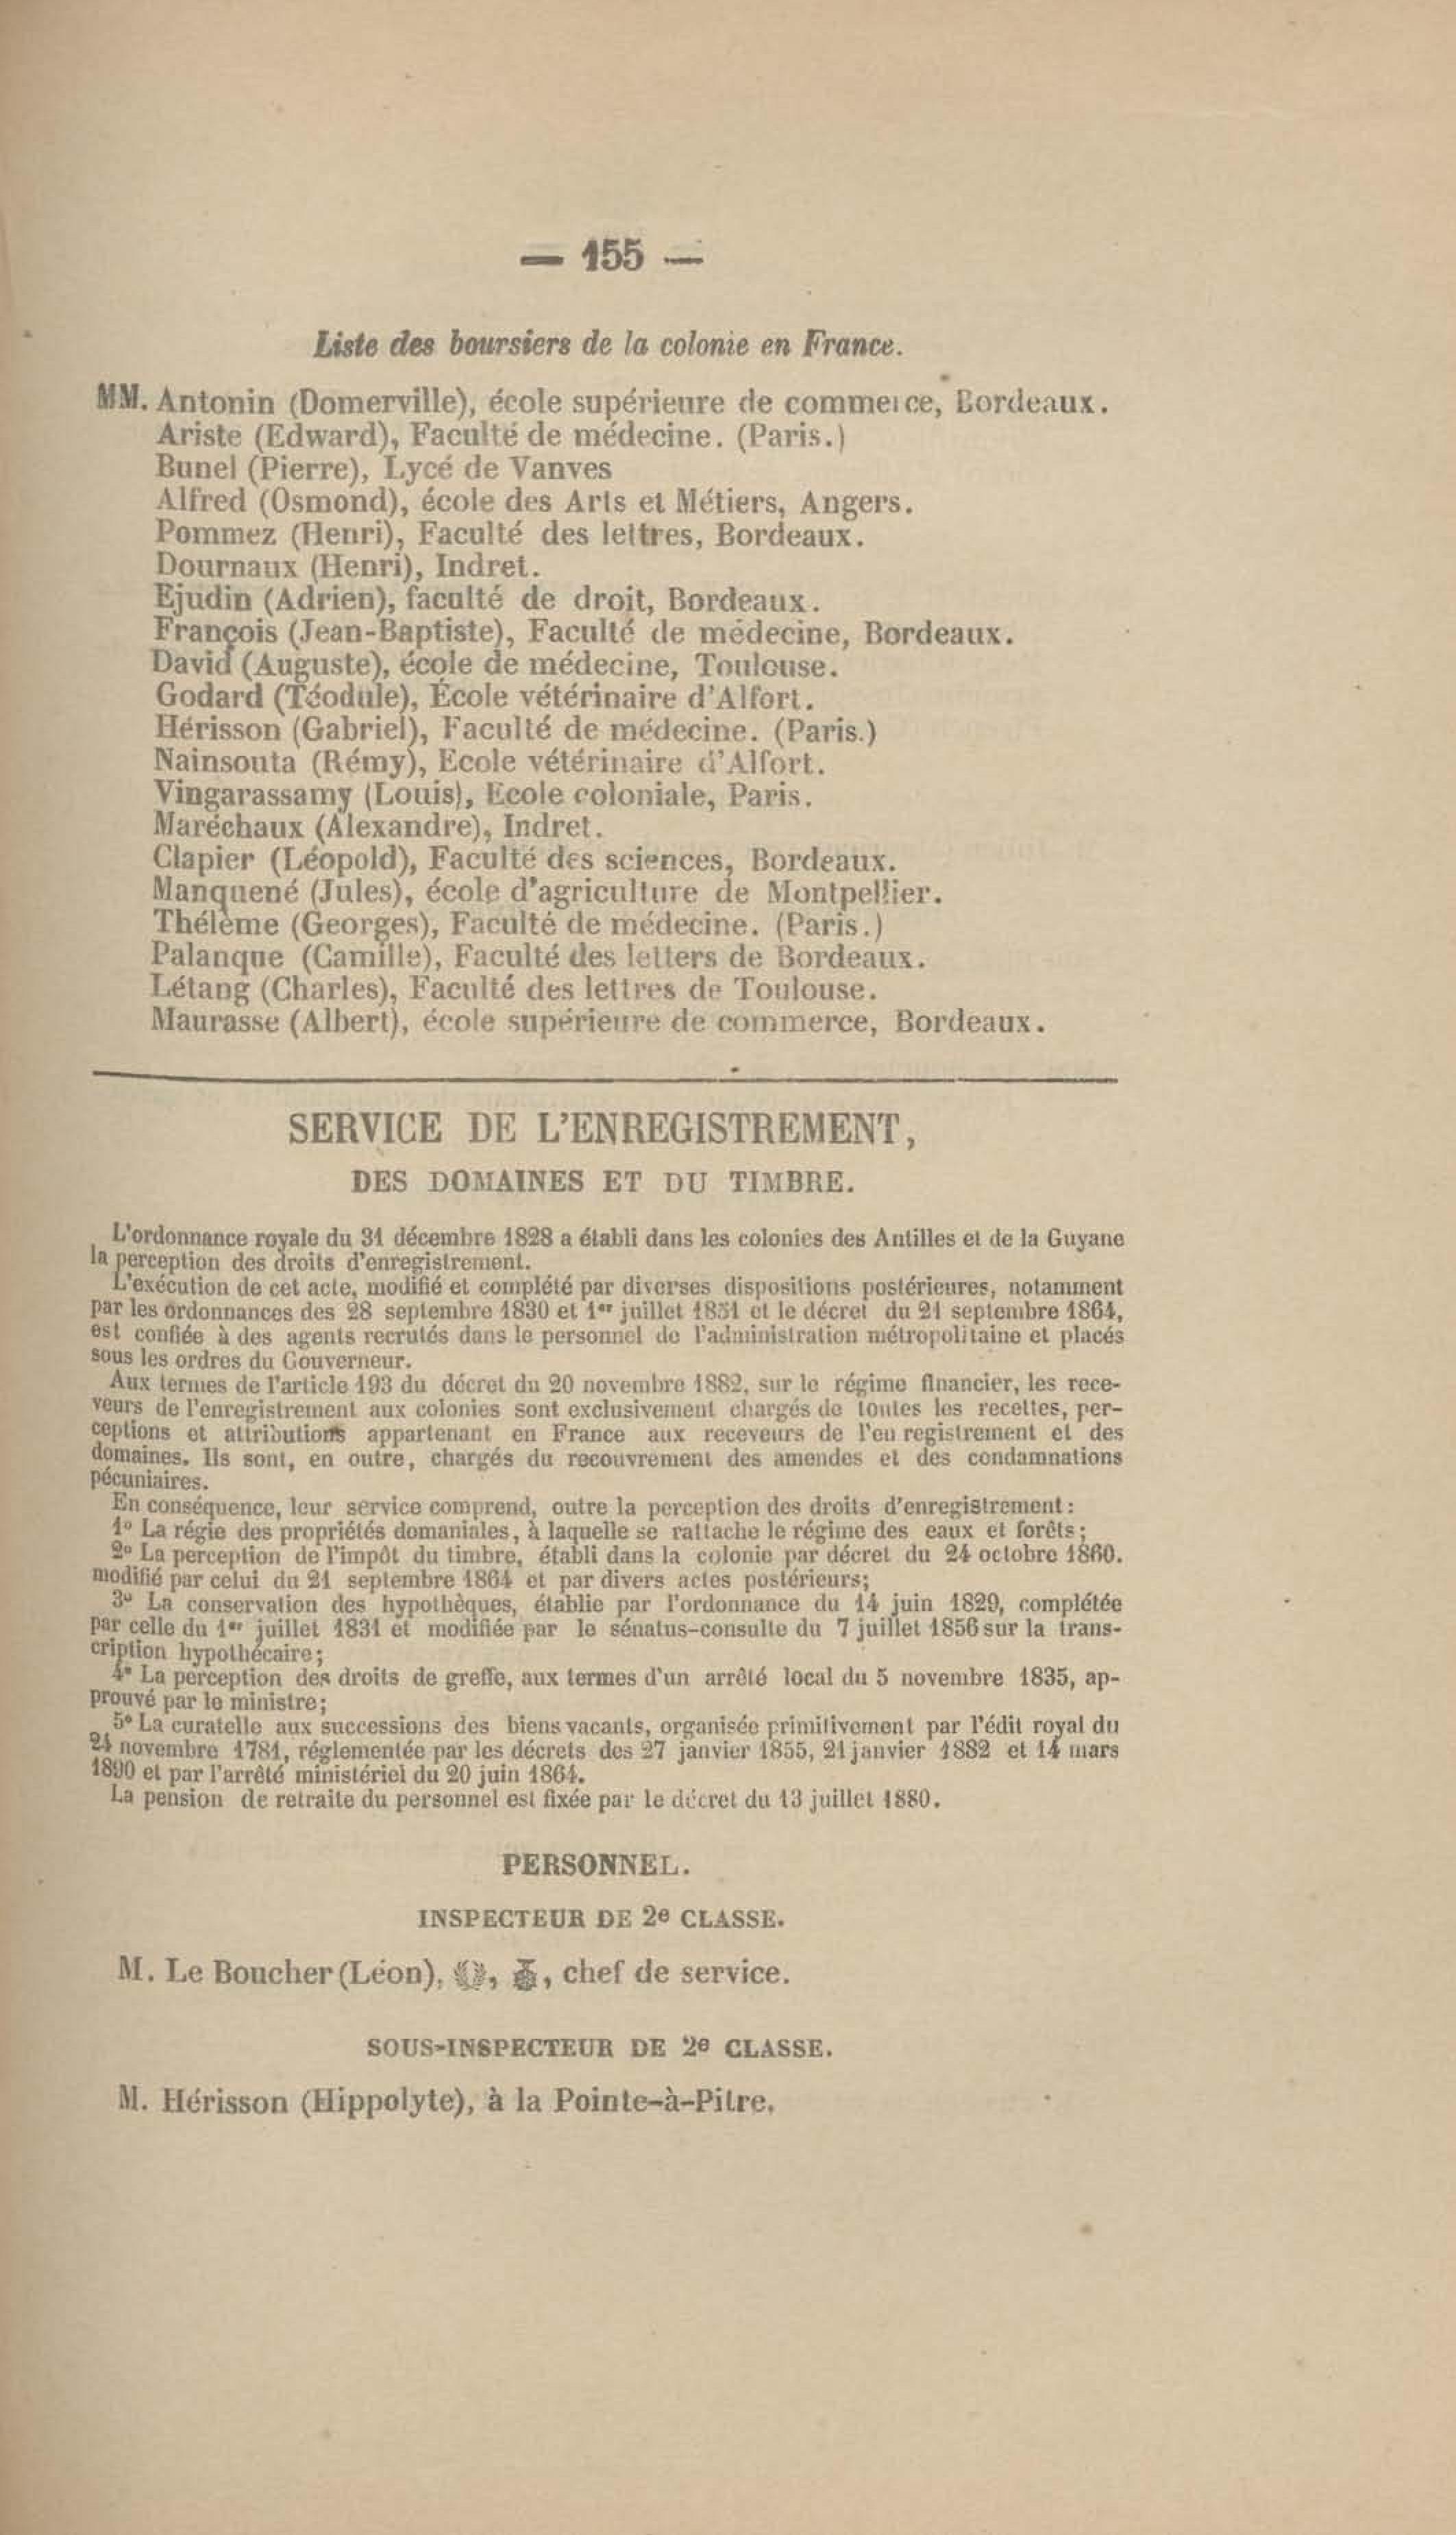 — 155 —
Liste des boursiers de la colonie en France.
MM. Antonin (Domerville), école supérieure de commerce, Bordeaux.
Ariste (Edward), Faculté de médecine. (Paris.)
Bunel (Pierre), Lycé de Vanves
Alfred (Osmond), école des Arts et Métiers, Angers.
Pommez (Henri), Faculté des lettres, Bordeaux.
Dournaux (Henri), Indret.
Ejudin (Adrien), faculté de droit, Bordeaux.
François (Jean-Baptiste), Faculté de médecine, Bordeaux.
David (Auguste), école de médecine, Toulouse.
Godard (Téodule), École vétérinaire d'Alfort.
Hérisson (Gabriel), Faculté de médecine. (Paris.)
Nainsouta (Rémy), Ecole vétérinaire d'Alfort.
Vingarassamy (Louis), Ecole coloniale, Paris.
Maréchaux (Alexandre), Indret.
Clapier (Léopold), Faculté des sciences, Bordeaux.
Manquené (Jules), école d'agriculture de Montpellier.
Thélème (Georges), Faculté de médecine. (Paris.)
Palanque (Camille), Faculté des letters de Bordeaux.
Létang (Charles), Faculté des lettres de Toulouse.
Maurasse (Albert), école supérieure de commerce, Bordeaux.
SERVICE DE L'ENREGISTREMENT,
DES DOMAINES ET DU TIMBRE.
L'ordonnance royale du 31 décembre 1828 a établi dans les colonies des Antilles et de la Guyane
la perception des droits d'enregistrement.
L'exécution de cet acte, modifié et complété par diverses dispositions postérieures, notamment
par les ordonnances des 28 septembre 1830 et 1er juillet 1831 et le décret du 21 septembre 1864,
est confiée à des agents recrutés dans le personnel de l'administration métropolitaine et placés
sous les ordres du Gouverneur.
Aux termes de l'article 193 du décret du 20 novembre 1882, sur le régime financier, les rece-
veurs de l'enregistrement aux colonies sont exclusivement chargés de toutes les recettes, per-
ceptions et attributions appartenant en France aux receveurs de l'enregistrement et des
domaines. Ils sont, en outre, chargés du recouvrement des amendes et des condamnations
pécuniaires.
En conséquence, leur service comprend, outre la perception des droits d'enregistrement :
1° La régie des propriétés domaniales, à laquelle se rattache le régime des eaux et forêts ;
2° La perception de l'impôt du timbre, établi dans la colonie par décret du 24 octobre 1860.
modifié par celui du 21 septembre 1864 et par divers actes postérieurs;
3° La conservation des hypothèques, établie par l'ordonnance du 14 juin 1829, complétée
par celle du 1er juillet 1831 et modifiée par le sénatus-consulte du 7 juillet 1856 sur la trans-
cription hypothécaire ;
4° La perception des droits de greffe, aux termes d'un arrêté local du 5 novembre 1835, ap-
prouvé par le ministre ;
5° La curatelle aux successions des biens vacants, organisée primitivement par l'édit royal du
24 novembre 1781, réglementée par les décrets des 27 janvier 1855, 21 janvier 1882 et 14 mars
1890 et par l'arrêté ministériel du 20 juin 1864.
La pension de retraite du personnel est fixée par le décret du 13 juillet 1880.
PERSONNEL.
INSPECTEUR DE 2e CLASSE.
M. Le Boucher (Léon), , , chef de service.
SOUS-INSPECTEUR DE 2e CLASSE.
M. Hérisson (Hippolyte), à la Pointe-à-Pitre.